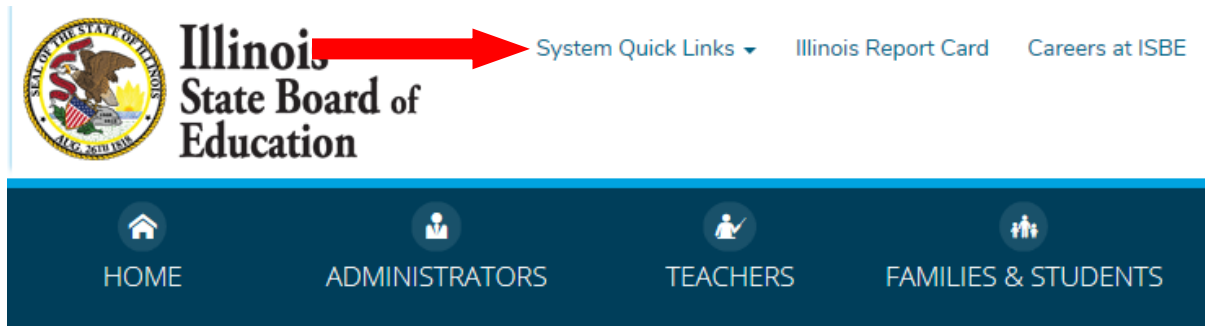 Illinois
State Board of
Education
System Quick Links Illinois Report Card Careers at ISBE
SEAL OF THE STATE OF ILLINOIS
AUG. 26TH 1818
HOME ADMINISTRATORS TEACHERS FAMILIES & STUDENTS